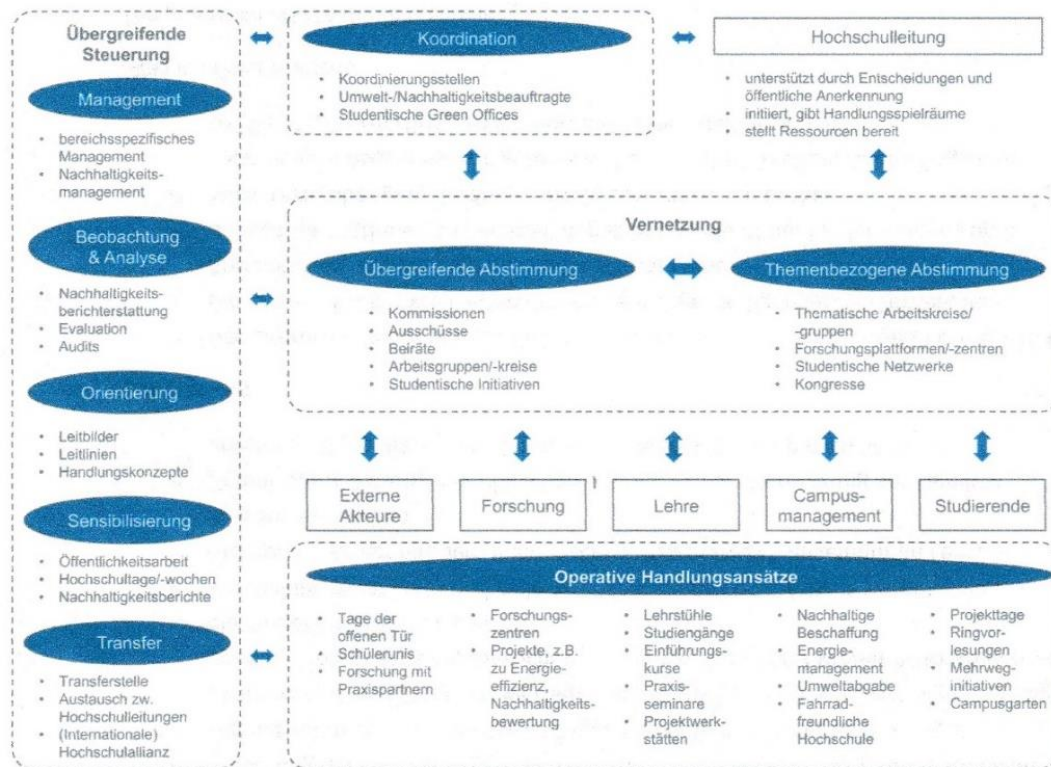 Übergreifende
Steuerung
Management
• bereichsspezifisches
Management
• Nachhaltigkeits-
management
Beobachtung
& Analyse
• Nachhaltigkeits-
berichterstattung
• Evaluation
• Audits
Orientierung
• Leitbilder
• Leitlinien
• Handlungskonzepte
Sensibilisierung
• Öffentlichkeitsarbeit
• Hochschultage/-wochen
• Nachhaltigkeitsberichte
Transfer
• Transferstelle
• Austausch zw.
Hochschulleitungen
• (Internationale)
Hochschulallianz
Koordination
• Koordinierungsstellen
• Umwelt-/Nachhaltigkeitsbeauftragte
• Studentische Green Offices
Hochschulleitung
• unterstützt durch Entscheidungen und
öffentliche Anerkennung
• initiiert, gibt Handlungsspielräume
• stellt Ressourcen bereit
Vernetzung
Übergreifende Abstimmung
• Kommissionen
• Ausschüsse
• Beiräte
• Arbeitsgruppen/-kreise
• Studentische Initiativen
Themenbezogene Abstimmung
• Thematische Arbeitskreise/
-gruppen
• Forschungsplattformen/-zentren
• Studentische Netzwerke
• Kongresse
Externe
Akteure
Forschung
Lehre
Campus-
management
Studierende
Operative Handlungsansätze
• Tage der
offenen Tür
• Schülerunis
• Forschung mit
Praxispartnern
• Forschungs-
zentren
• Projekte, z.B.
zu Energie-
effizienz,
Nachhaltigkeits-
bewertung
• Lehrstühle
• Studiengänge
• Einführungs-
kurse
• Praxis-
seminare
• Projektwerk-
stätten
• Nachhaltige
Beschaffung
• Energie-
management
• Umweltabgabe
• Fahrrad-
freundliche
Hochschule
• Projekttage
• Ringvor-
lesungen
• Mehrweg-
initiativen
• Campusgarten